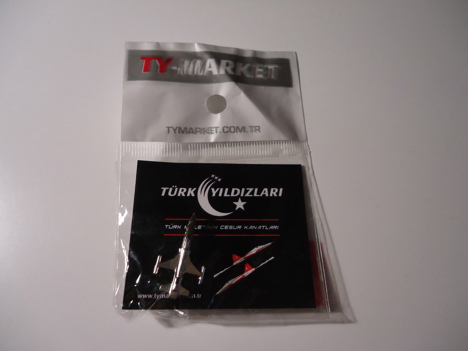 TY-MARKET
TYMARKET.COM.TR
TÜRK YILDIZLARI
TÜRK CESUR KANATLARI